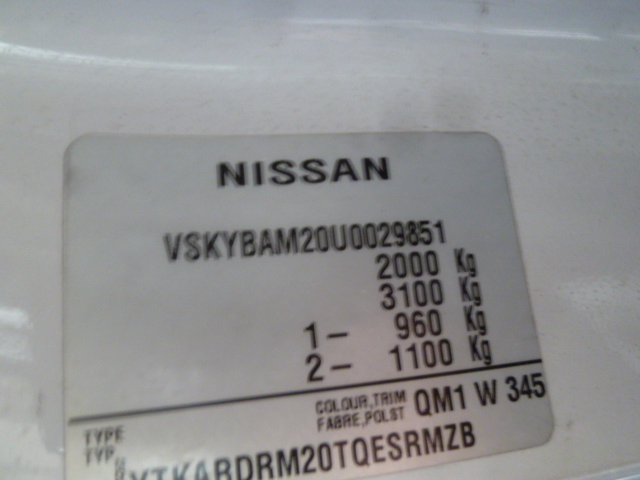 NISSAN
VSKYBAM20U0029851
2000 Kg
3100 Kg
1- 960 Kg
2- 1100 Kg
COLOUR,TRIM QM1 W 345
FABRE,POLST
TYPE
TYP
YTKARDRM20TQESRMZB